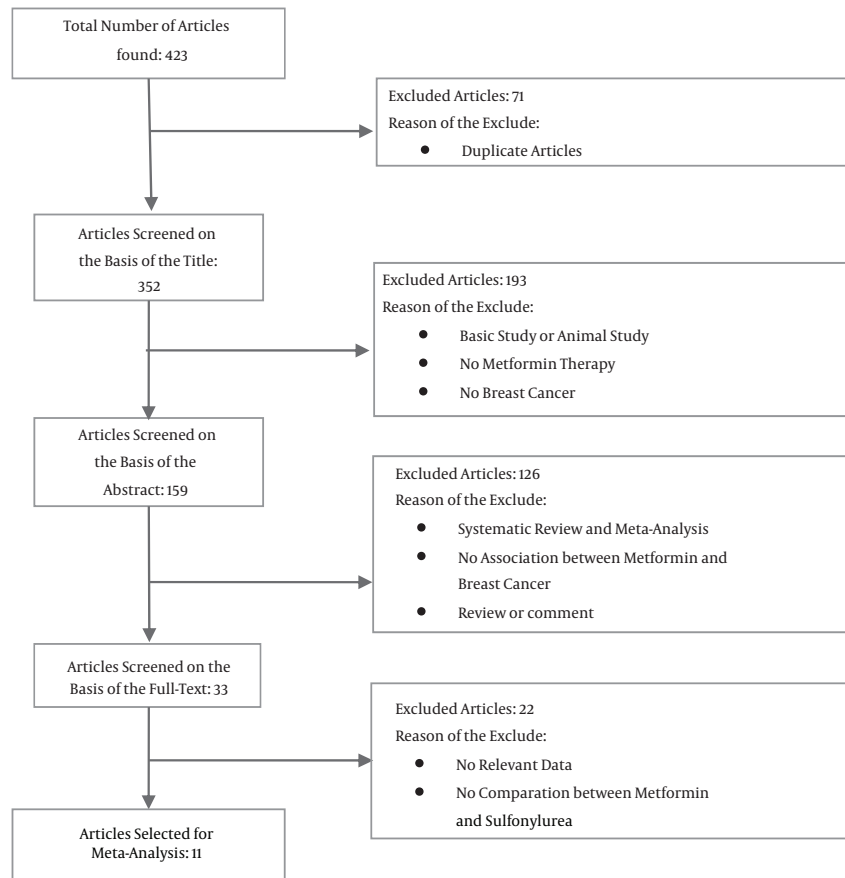 Total Number of Articles
found: 423
Excluded Articles: 71
Reason of the Exclude:
● Duplicate Articles
Articles Screened on
the Basis of the Title:
352
Excluded Articles: 193
Reason of the Exclude:
● Basic Study or Animal Study
● No Metformin Therapy
● No Breast Cancer
Articles Screened on
the Basis of the
Abstract: 159
Excluded Articles: 126
Reason of the Exclude:
● Systematic Review and Meta-Analysis
● No Association between Metformin and
Breast Cancer
● Review or comment
Articles Screened on the
Basis of the Full-Text: 33
Excluded Articles: 22
Reason of the Exclude:
● No Relevant Data
● No Comparation between Metformin
and Sulfonylurea
Articles Selected for
Meta-Analysis: 11